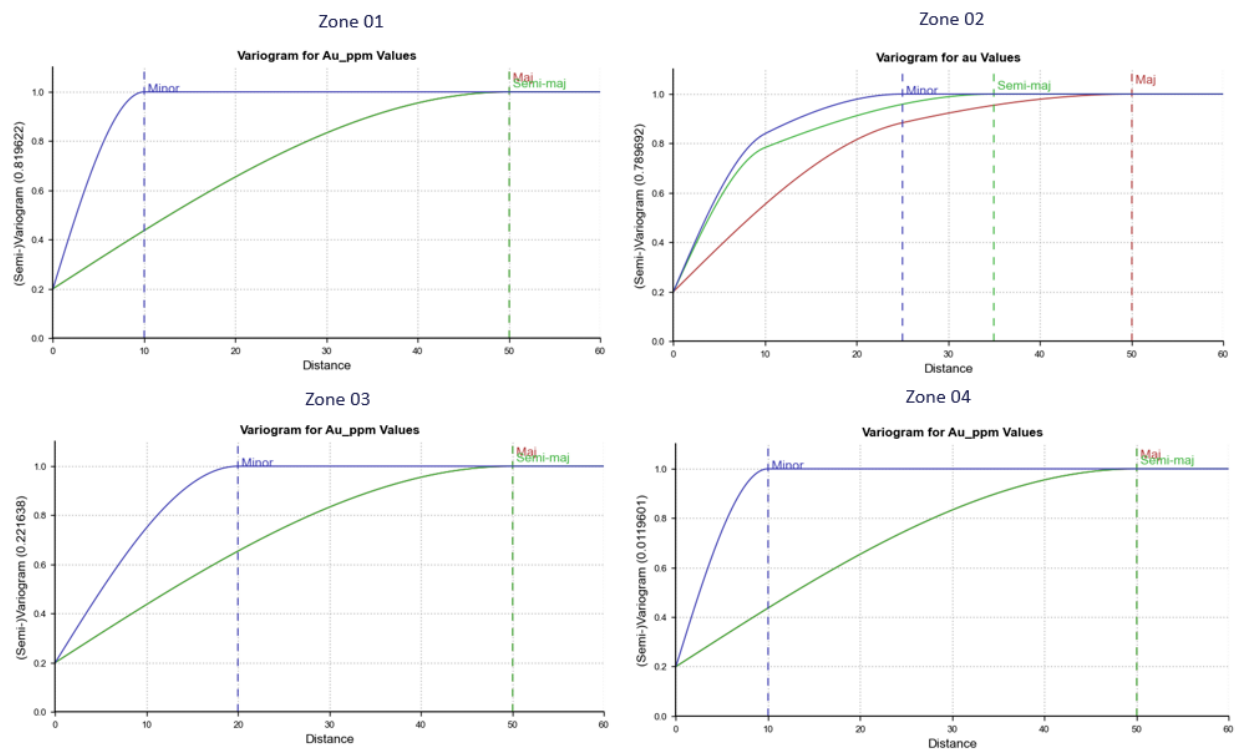 Zone 01
Variogram for Au_ppm Values
Maj
Semi-maj
Minor
1.0
0.8
0.6
0.4
0.2
0.0
(Semi-)Variogram (0.819622)
0 10 20 30 40 50 60
Distance
Zone 02
Variogram for au Values
Minor
Semi-maj
Maj
1.0
0.8
0.6
0.4
0.2
0.0
(Semi-)Variogram (0.789692)
0 10 20 30 40 50 60
Distance
Zone 03
Variogram for Au_ppm Values
Maj
Semi-maj
Minor
1.0
0.8
0.6
0.4
0.2
0.0
(Semi-)Variogram (0.221638)
0 10 20 30 40 50 60
Distance
Zone 04
Variogram for Au_ppm Values
Maj
Semi-maj
Minor
1.0
0.8
0.6
0.4
0.2
0.0
(Semi-)Variogram (0.0119601)
0 10 20 30 40 50 60
Distance